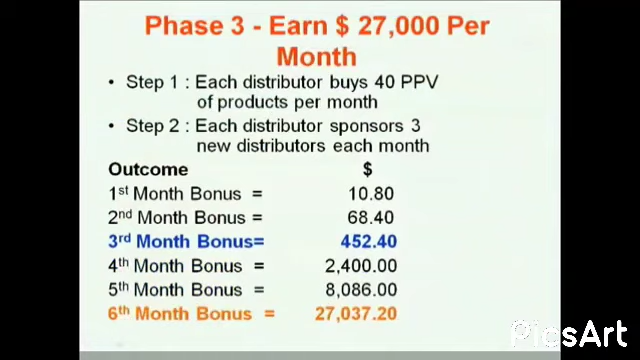 Phase 3 - Earn $ 27,000 Per
Month
• Step 1 : Each distributor buys 40 PPV
of products per month
• Step 2 : Each distributor sponsors 3
new distributors each month
Outcome $
1st Month Bonus = 10.80
2nd Month Bonus = 68.40
3rd Month Bonus= 452.40
4th Month Bonus = 2,400.00
5th Month Bonus = 8,086.00
6th Month Bonus = 27,037.20
PicsArt